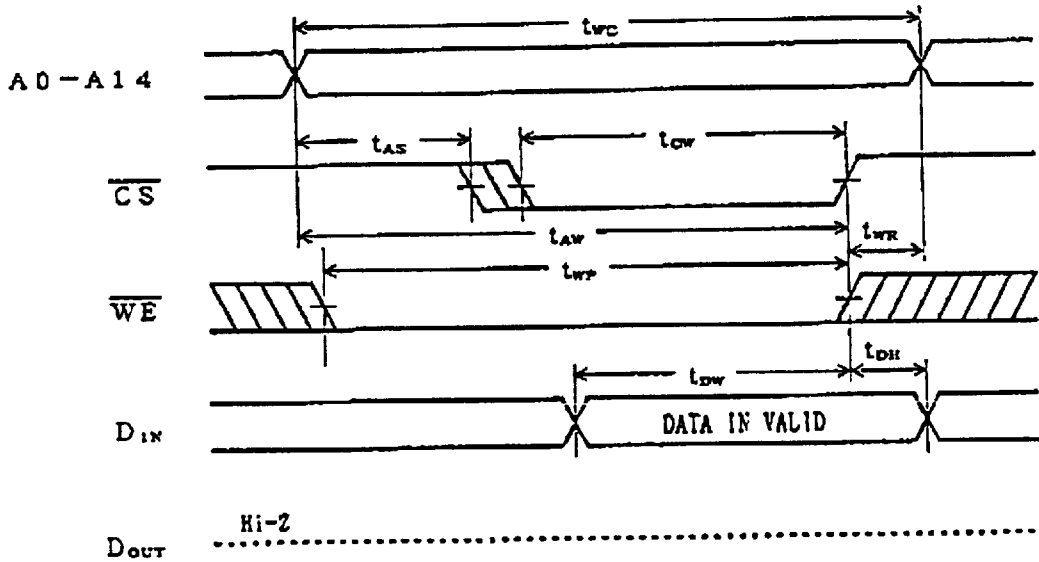 tWC
A0-A14
tAS
tCW
CS
tAW
tWR
tWP
WE
tDH
tDW
DIN
DATA IN VALID
Hi-Z
DOUT